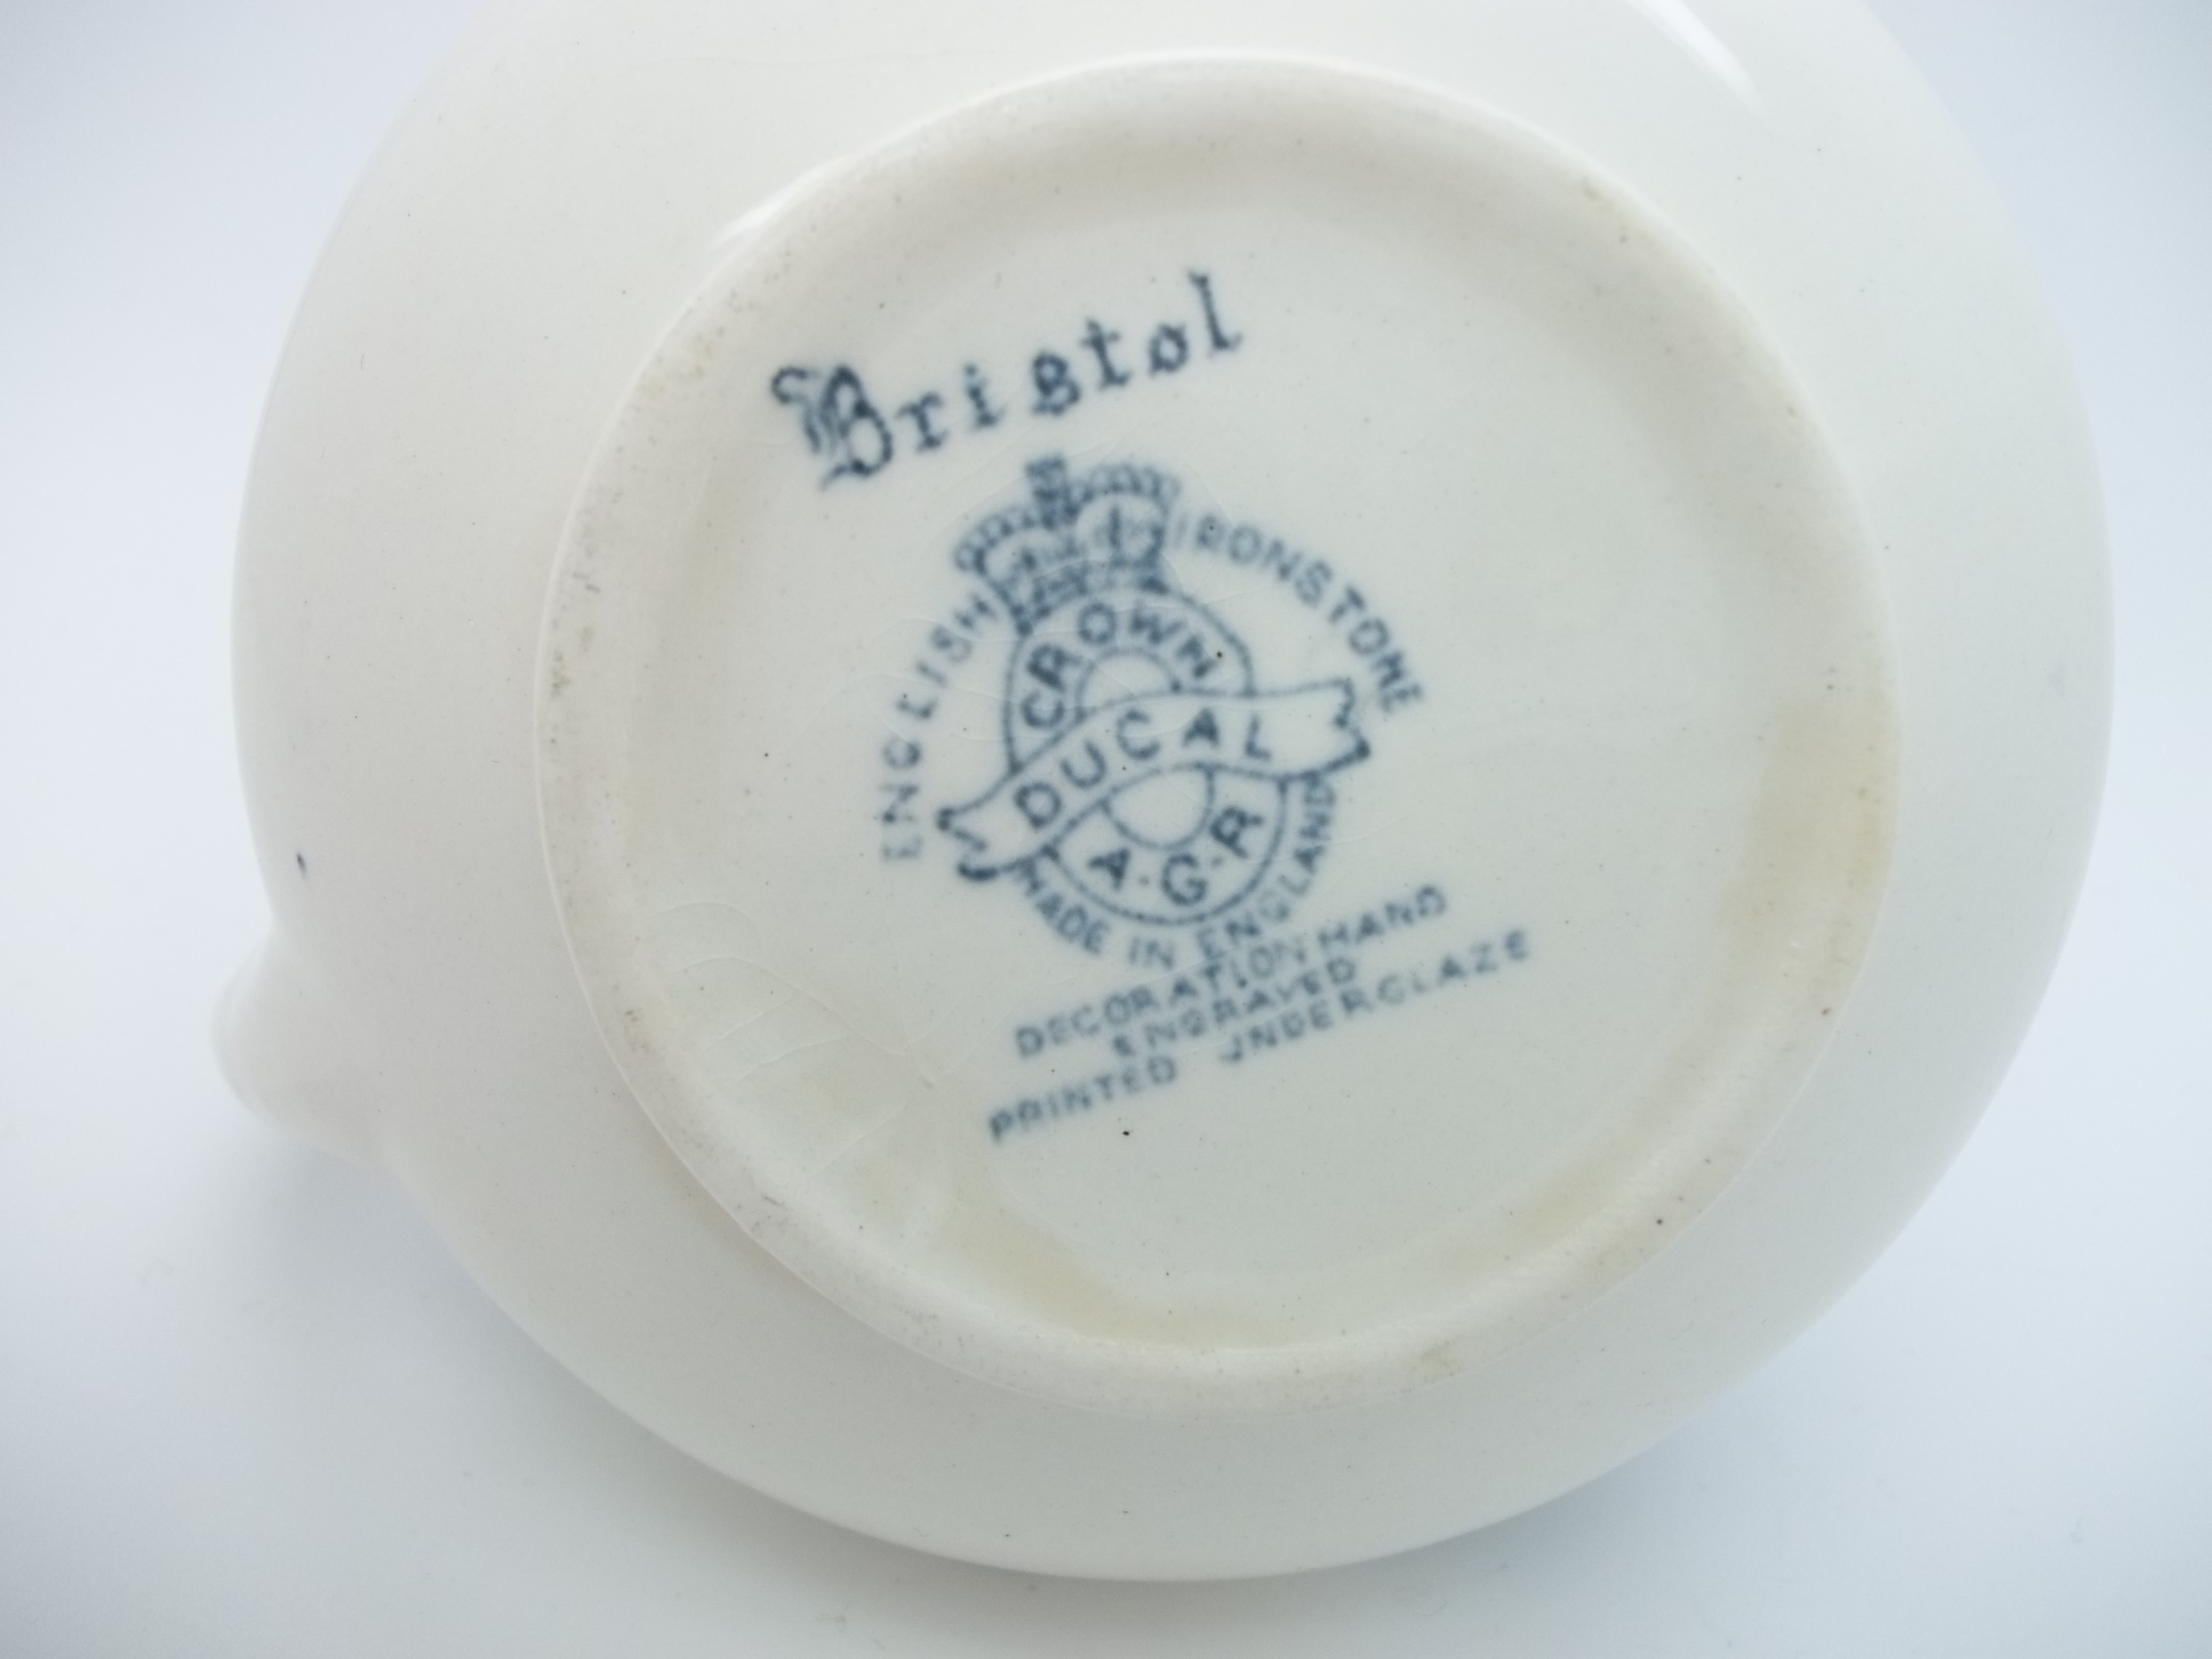 Bristol
ENGLISH IRONSTONE
CROWN
DUCAL
A·G·R
MADE IN ENGLAND
DECORATION HAND
ENGRAVED
PRINTED UNDERGLAZE